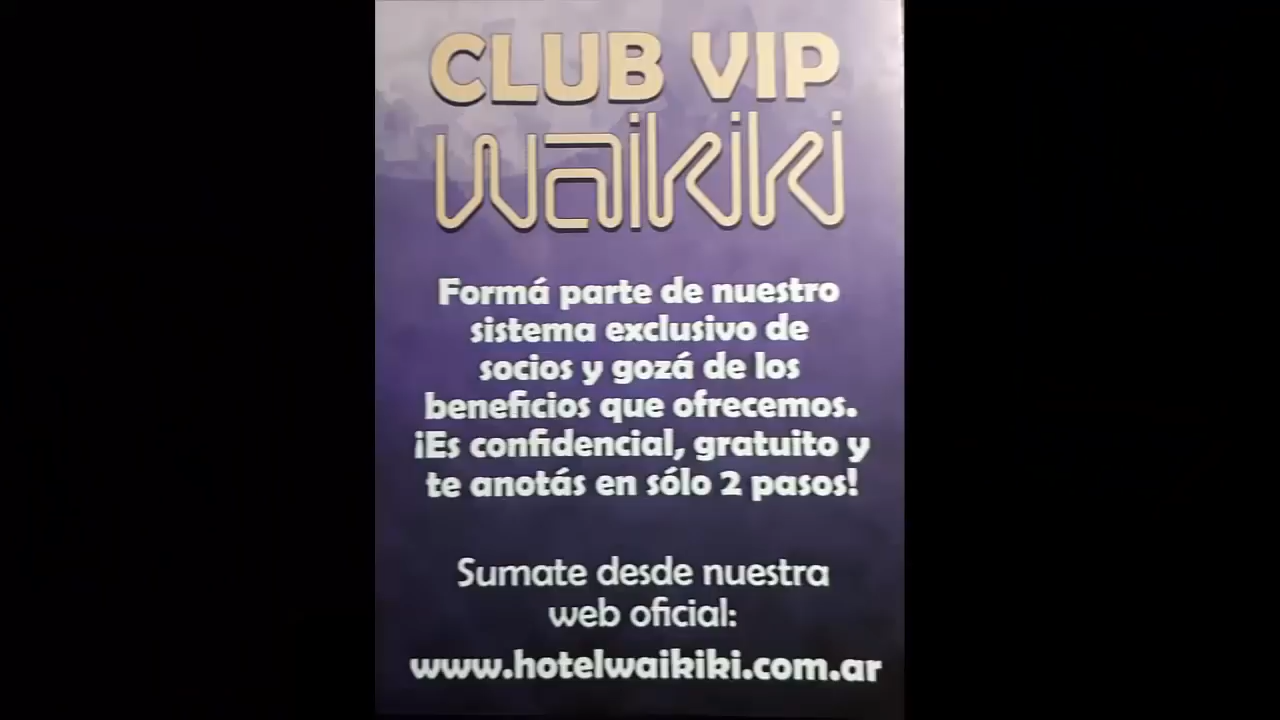 CLUB VIP
waikiki
Formá parte de nuestro
sistema exclusivo de
socios y gozá de los
beneficios que ofrecemos.
¡Es confidencial, gratuito y
te anotás en sólo 2 pasos!
Sumate desde nuestra
web oficial:
www.hotelwaikiki.com.ar